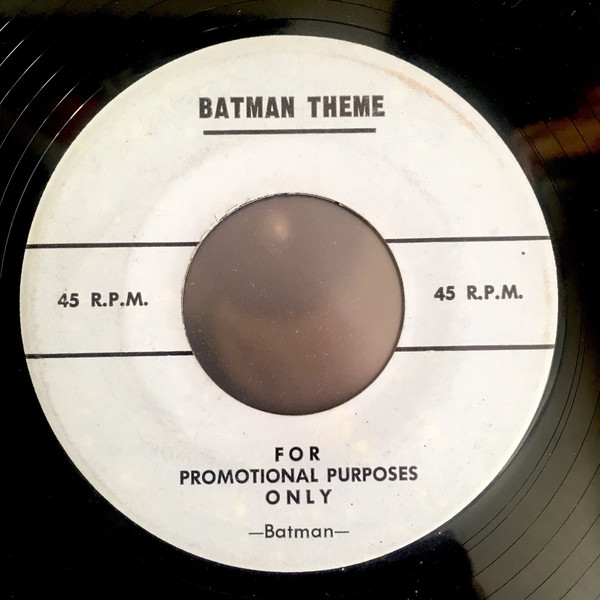 BATMAN THEME
45 R.P.M.
45 R.P.M.
FOR
PROMOTIONAL PURPOSES
ONLY
—Batman—